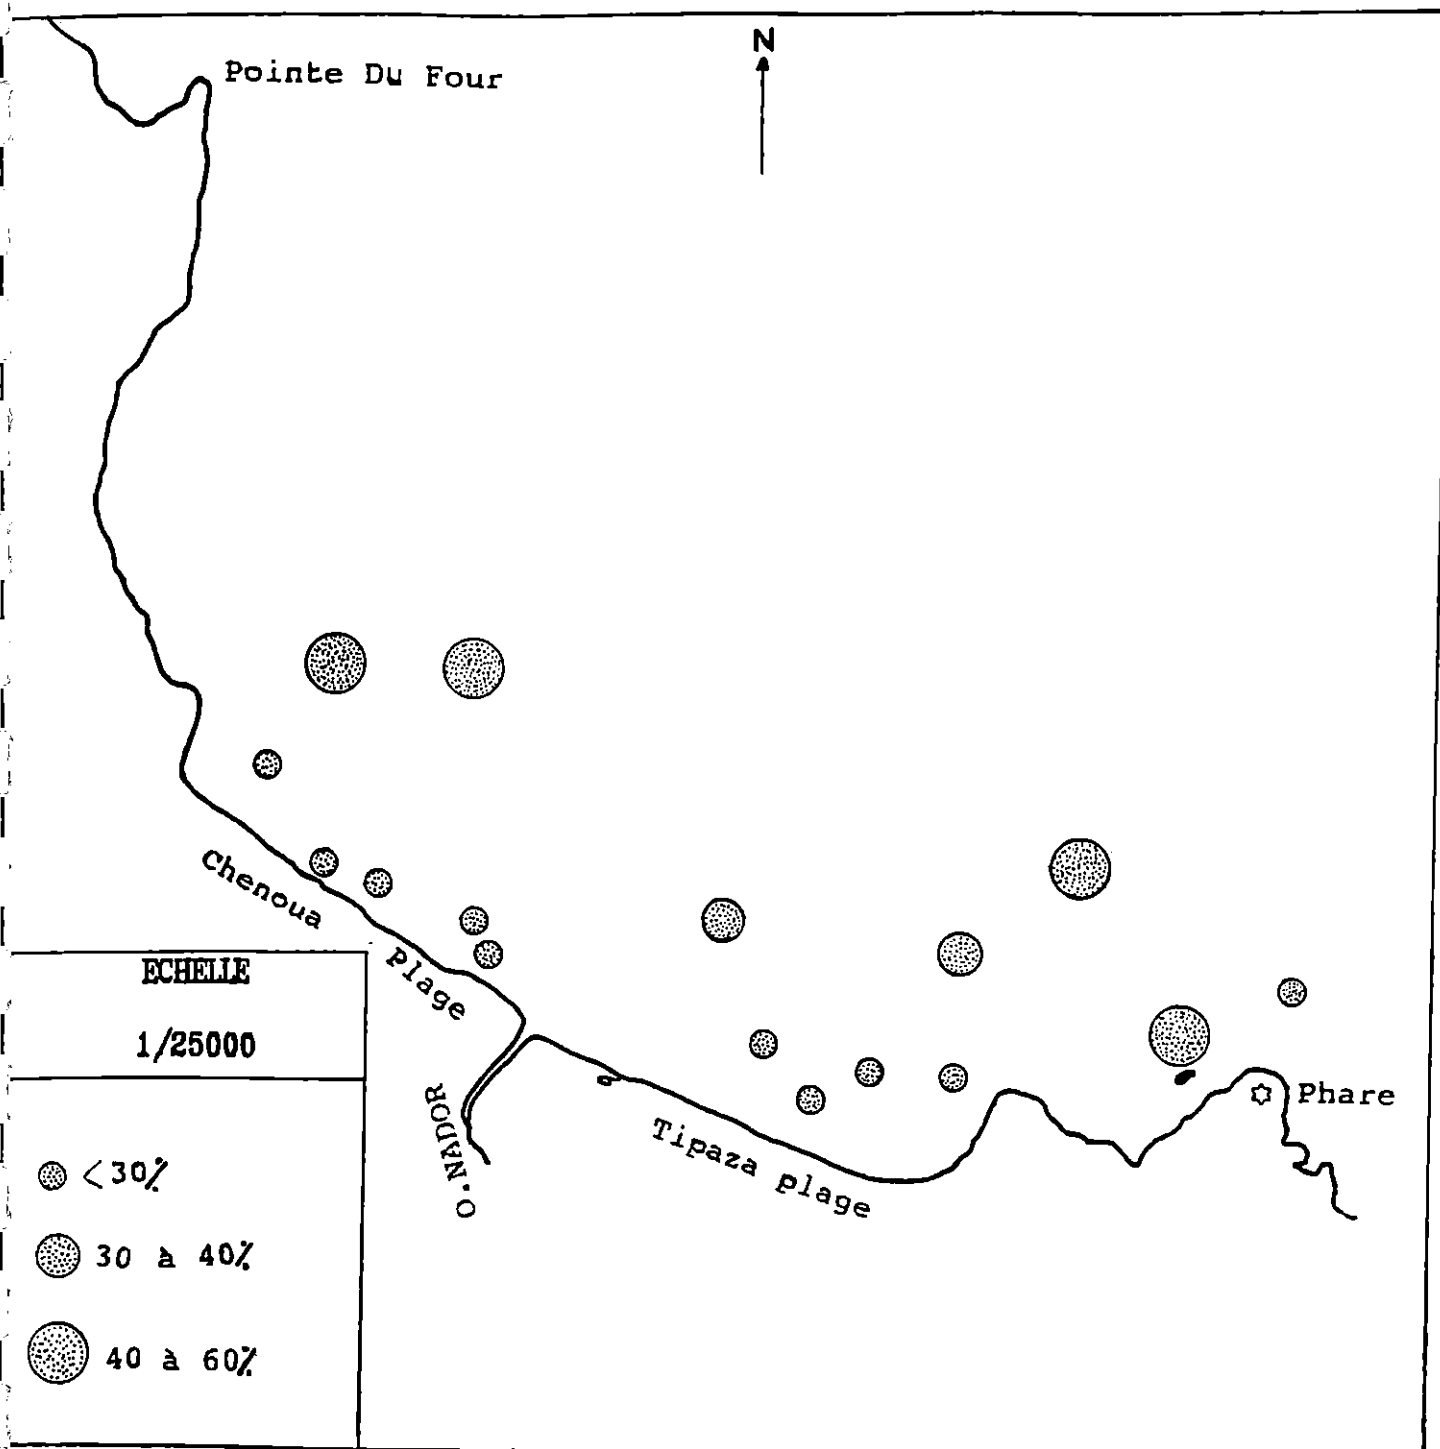 N
Pointe Du Four
Chenoua Plage
ECHELLE
1/25000
O.NADOR
Phare
Tipaza plage
<30%
30 à 40%
40 à 60%